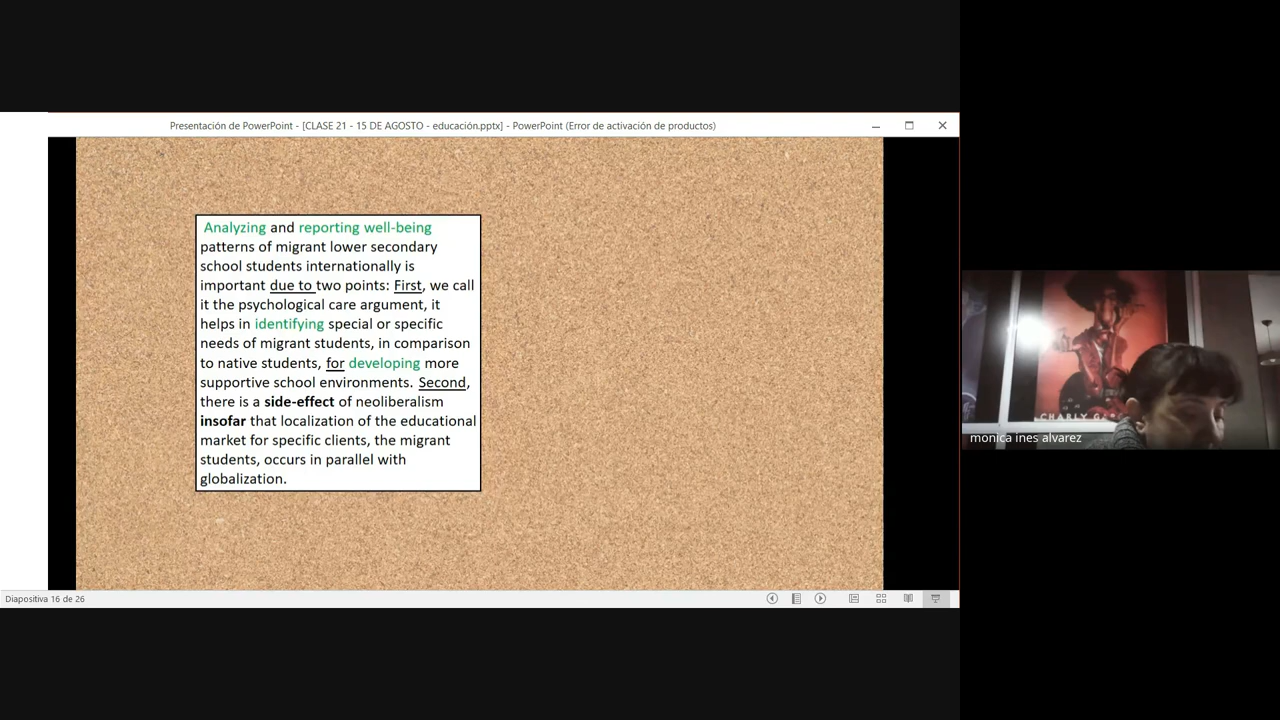 Presentación de PowerPoint - [CLASE 21 - 15 DE AGOSTO - educación.pptx] - PowerPoint (Error de activación de productos)
Analyzing and reporting well-being
patterns of migrant lower secondary
school students internationally is
important due to two points: First, we call
it the psychological care argument, it
helps in identifying special or specific
needs of migrant students, in comparison
to native students, for developing more
supportive school environments. Second,
there is a side-effect of neoliberalism
insofar that localization of the educational
market for specific clients, the migrant
students, occurs in parallel with
globalization.
CHARLY
monica ines alvarez
Diapositiva 16 de 26